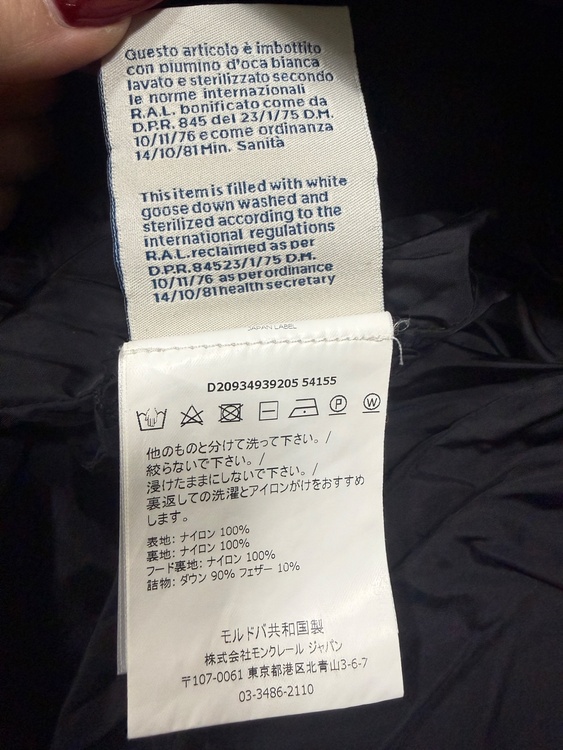 Questo articolo è imbottito
con piumino d'oca bianca
lavato e sterilizzato secondo
le norme internazionali
R.A.L. bonificato come da
D.P.R. 845 del 23/1/75 D.M.
10/11/76 e come ordinanza
14/10/81 Min. Sanità
This item is filled with white
goose down washed and
sterilized according to the
international regulations
R.A.L. reclaimed as per
D.P.R. 84523/1/75 D.M.
10/11/76 as per ordinance
14/10/81 health secretary
JAPAN LABEL
D20934939205 54155
P W
他のものと分けて洗って下さい。/
絞らないで下さい。/
浸けたままにしないで下さい。/
裏返しての洗濯とアイロンがけをおすすめ
します。
表地: ナイロン 100%
裏地: ナイロン 100%
フード裏地: ナイロン 100%
詰物: ダウン 90% フェザー 10%
モルドバ共和国製
株式会社モンクレール ジャパン
〒107-0061 東京都港区北青山3-6-7
03-3486-2110